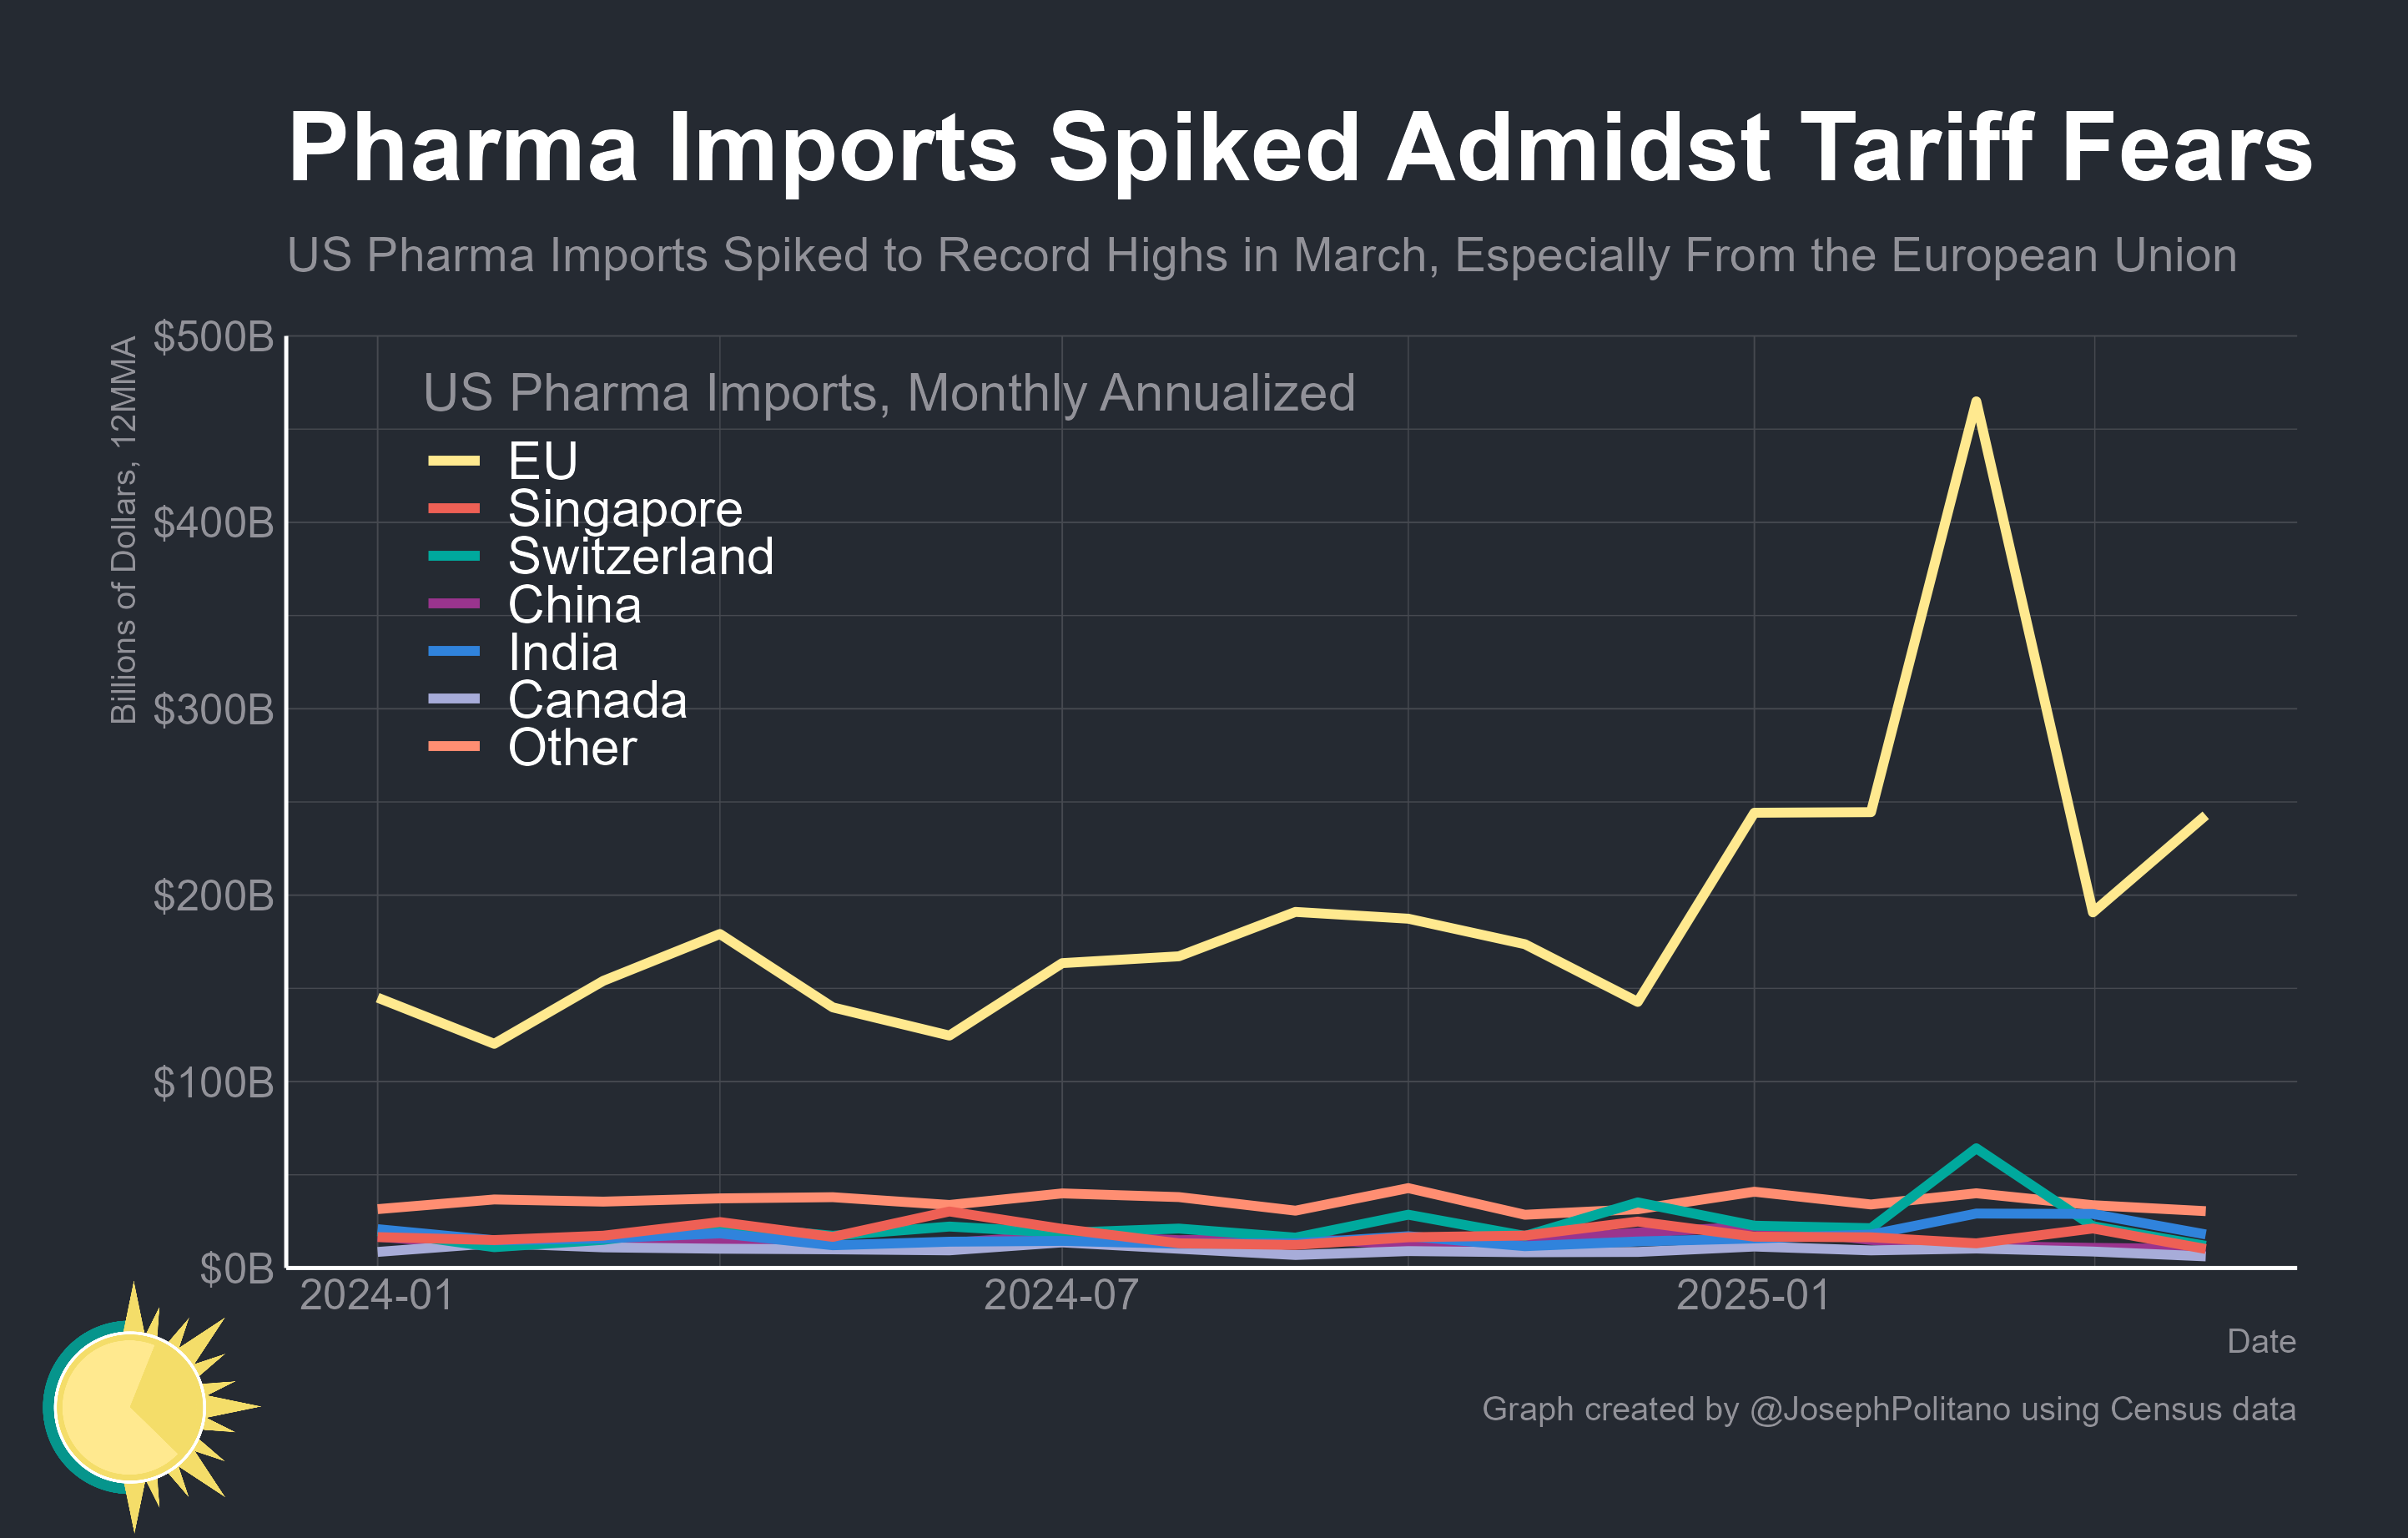 Pharma Imports Spiked Admidst Tariff Fears
US Pharma Imports Spiked to Record Highs in March, Especially From the European Union
Billions of Dollars, 12MMA
$500B
$400B
$300B
$200B
$100B
$0B
US Pharma Imports, Monthly Annualized
EU
Singapore
Switzerland
China
India
Canada
Other
2024-01
2024-07
2025-01
Date
Graph created by @JosephPolitano using Census data